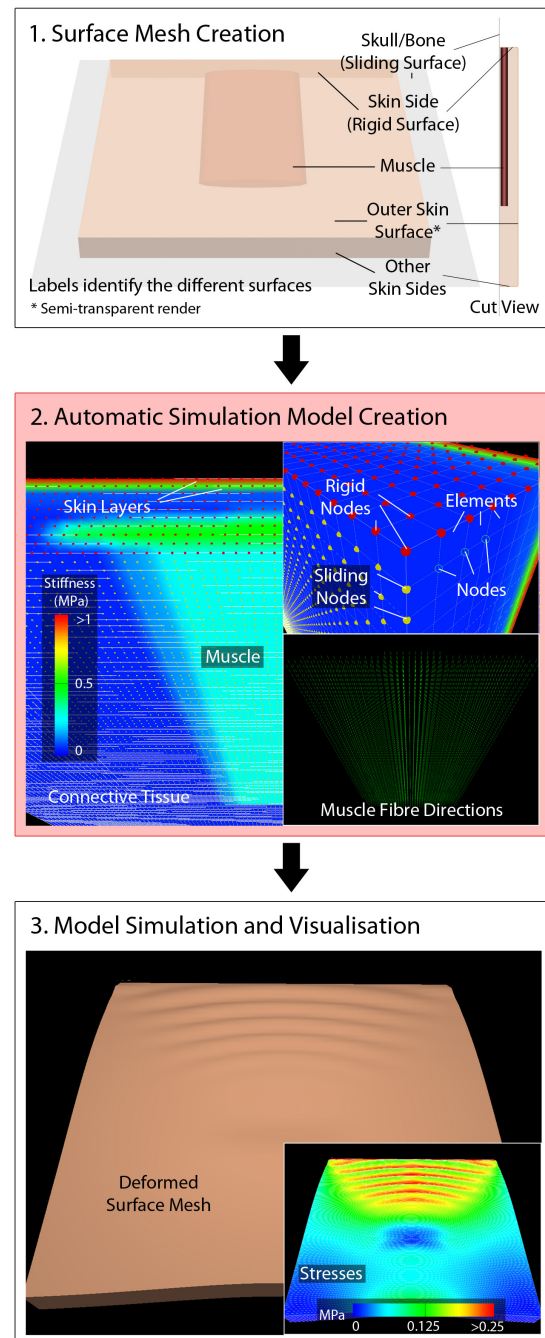 1. Surface Mesh Creation
Skull/Bone
(Sliding Surface)
Skin Side
(Rigid Surface)
Muscle
Outer Skin
Surface*
Other
Skin Sides
Labels identify the different surfaces
* Semi-transparent render
Cut View
2. Automatic Simulation Model Creation
Skin Layers
Stiffness
(MPa)
>1
0.5
0
Muscle
Connective Tissue
Rigid
Nodes
Elements
Sliding
Nodes
Nodes
Muscle Fibre Directions
3. Model Simulation and Visualisation
Deformed
Surface Mesh
Stresses
MPa
0
0.125
>0.25